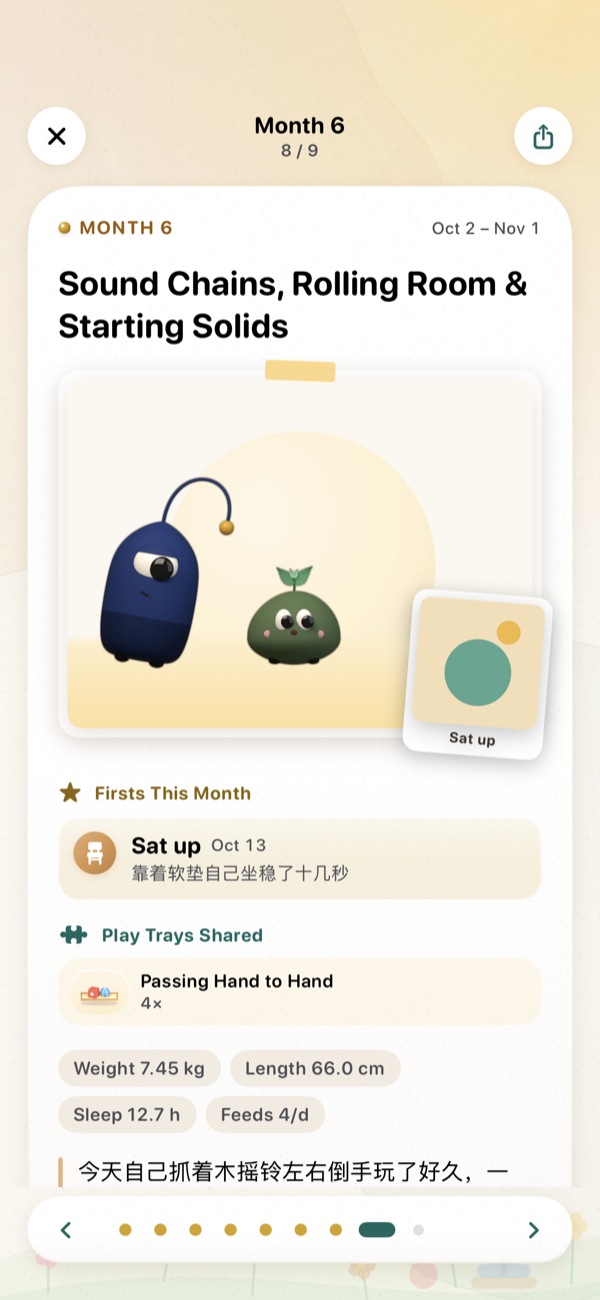 Month 6
8 / 9
MONTH 6
Oct 2 – Nov 1
Sound Chains, Rolling Room &
Starting Solids
Sat up
Firsts This Month
Sat up Oct 13
靠着软垫自己坐稳了十几秒
Play Trays Shared
Passing Hand to Hand
4×
Weight 7.45 kg
Length 66.0 cm
Sleep 12.7 h
Feeds 4/d
今天自己抓着木摇铃左右倒手玩了好久，一